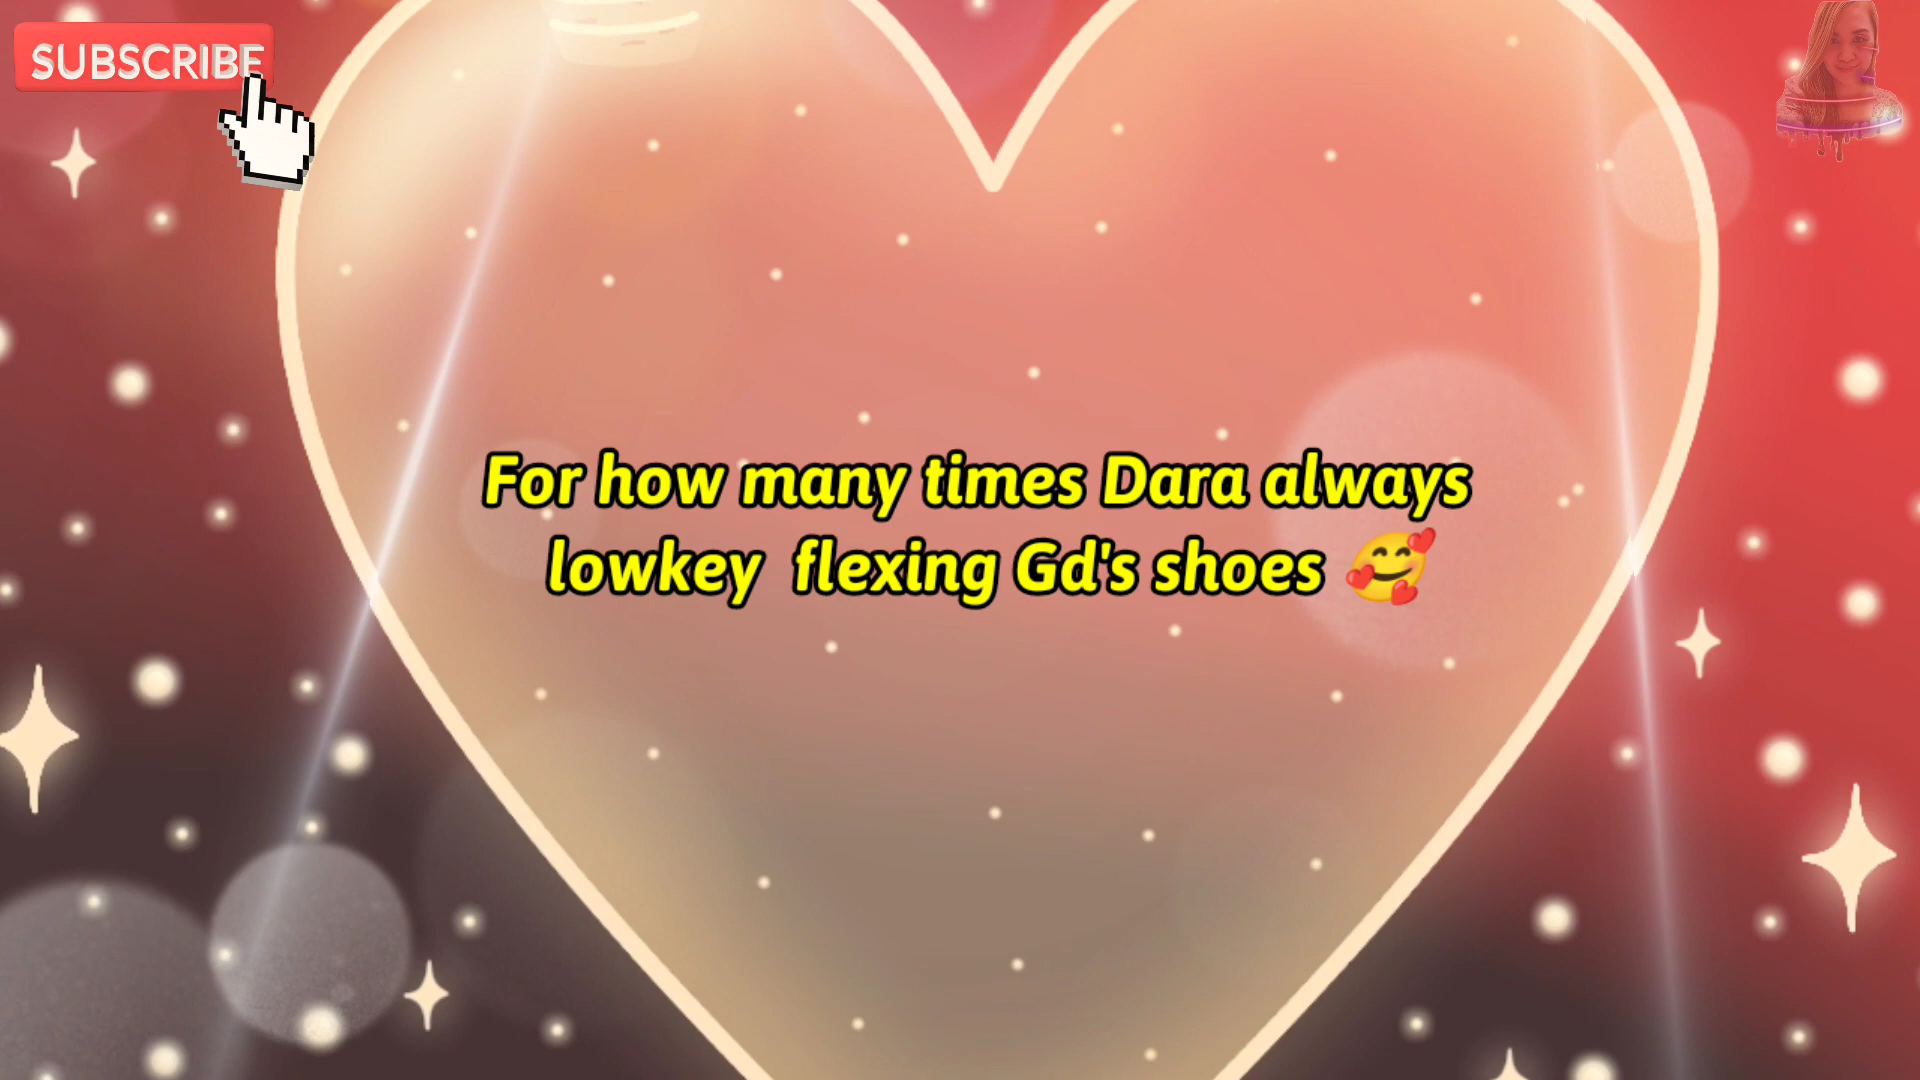 SUBSCRIBE
For how many times Dara always
lowkey  flexing Gd's shoes 🥰